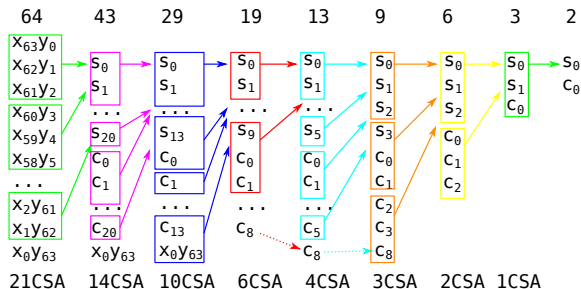 64 43 29 19 13 9 6 3 2
x₆₃y₀
x₆₂y₁
x₆₁y₂
x₆₀y₃
x₅₉y₄
x₅₈y₅
...
x₂y₆₁
x₁y₆₂
x₀y₆₃
s₀
s₁
...
s₂₀
c₀
c₁
...
c₂₀
x₀y₆₃
s₀
s₁
...
s₁₃
c₀
c₁
...
c₁₃
x₀y₆₃
s₀
s₁
...
s₉
c₀
c₁
...
c₈
s₀
s₁
...
s₅
c₀
c₁
...
c₅
c₈
s₀
s₁
s₂
s₃
c₀
c₁
c₂
c₃
c₈
s₀
s₁
s₂
c₀
c₁
c₂
s₀
s₁
c₀
s₀
c₀
21CSA 14CSA 10CSA 6CSA 4CSA 3CSA 2CSA 1CSA